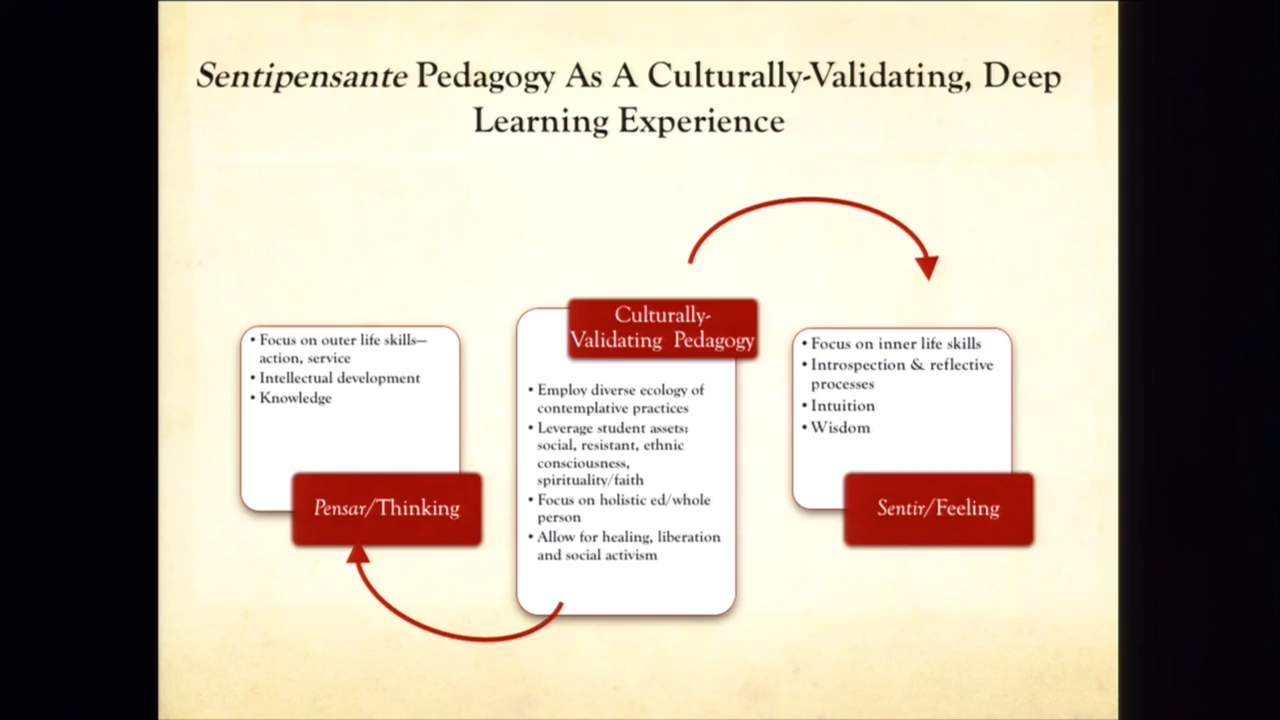 Sentipensante Pedagogy As A Culturally-Validating, Deep
Learning Experience
• Focus on outer life skills—
action, service
• Intellectual development
• Knowledge
Pensar/Thinking
Culturally-
Validating Pedagogy
• Employ diverse ecology of
contemplative practices
• Leverage student assets:
social, resistant, ethnic
consciousness,
spirituality/faith
• Focus on holistic ed/whole
person
• Allow for healing, liberation
and social activism
• Focus on inner life skills
• Introspection & reflective
processes
• Intuition
• Wisdom
Sentir/Feeling